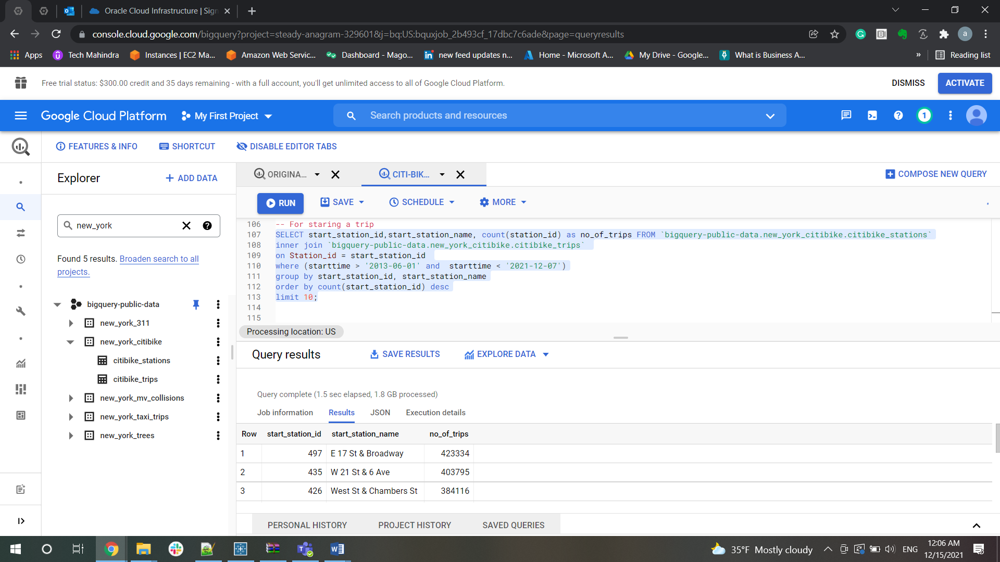 Oracle Cloud Infrastructure | Sign
console.cloud.google.com/bigquery?project=steady-anagram-329601&j=bq:US:bquxjob_2b493cf_17dbc7c6ade&page=queryresults
a
Apps
Tech Mahindra
Instances | EC2 Ma...
Amazon Web Servic...
Dashboard - Mago...
new feed updates n...
Home - Microsoft A...
My Drive - Google...
What is Business A...
»
Reading list
Free trial status: $300.00 credit and 35 days remaining - with a full account, you'll get unlimited access to all of Google Cloud Platform.
DISMISS
ACTIVATE
Google Cloud Platform
My First Project
Search products and resources
1
FEATURES & INFO
SHORTCUT
DISABLE EDITOR TABS
Explorer
+ ADD DATA
ORIGINA...
CITI-BIK...
COMPOSE NEW QUERY
RUN
SAVE
SCHEDULE
MORE
new_york
Found 5 results. Broaden search to all
projects.
bigquery-public-data
new_york_311
new_york_citibike
citibike_stations
citibike_trips
new_york_mv_collisions
new_york_taxi_trips
new_york_trees
106 -- For staring a trip
107 SELECT start_station_id,start_station_name, count(station_id) as no_of_trips FROM `bigquery-public-data.new_york_citibike.citibike_stations`
108 inner join `bigquery-public-data.new_york_citibike.citibike_trips`
109 on Station_id = start_station_id
110 where (starttime > '2013-06-01' and  starttime < '2021-12-07')
111 group by start_station_id, start_station_name
112 order by count(start_station_id) desc
113 limit 10;
114
115
Processing location: US
Query results
SAVE RESULTS
EXPLORE DATA
Query complete (1.5 sec elapsed, 1.8 GB processed)
Job information
Results
JSON
Execution details
Row start_station_id start_station_name no_of_trips
1 497 E 17 St & Broadway 423334
2 435 W 21 St & 6 Ave 403795
3 426 West St & Chambers St 384116
PERSONAL HISTORY
PROJECT HISTORY
SAVED QUERIES
35°F Mostly cloudy
ENG
12:06 AM
12/15/2021